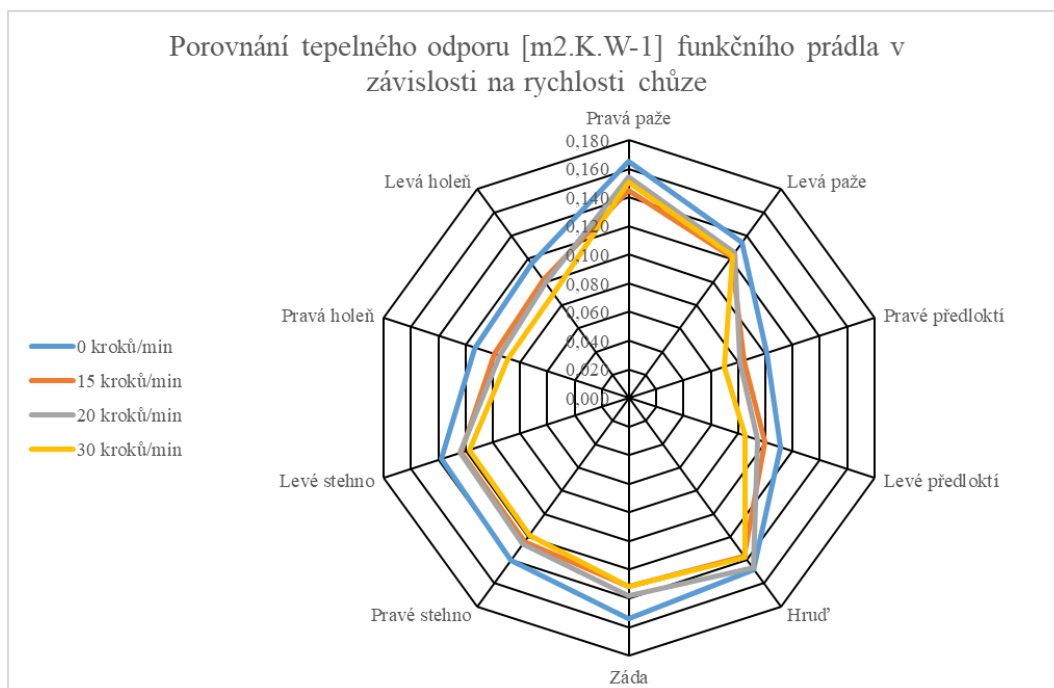 Porovnání tepelného odporu [m2.K.W-1] funkčního prádla v
závislosti na rychlosti chůze
Pravá paže
0,180
0,160
0,140
0,120
0,100
0,080
0,060
0,040
0,020
0,000
Levá holeň
Levá paže
Pravá holeň
Pravé předloktí
0 kroků/min
15 kroků/min
20 kroků/min
30 kroků/min
Levé stehno
Levé předloktí
Pravé stehno
Hruď
Záda